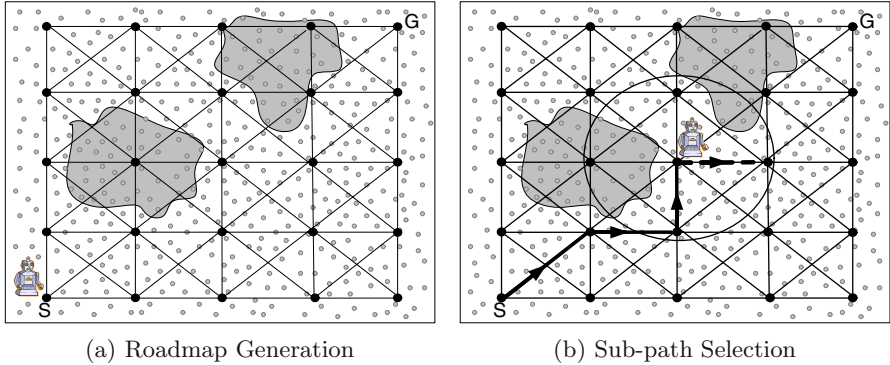 G
S
(a) Roadmap Generation
G
S
(b) Sub-path Selection